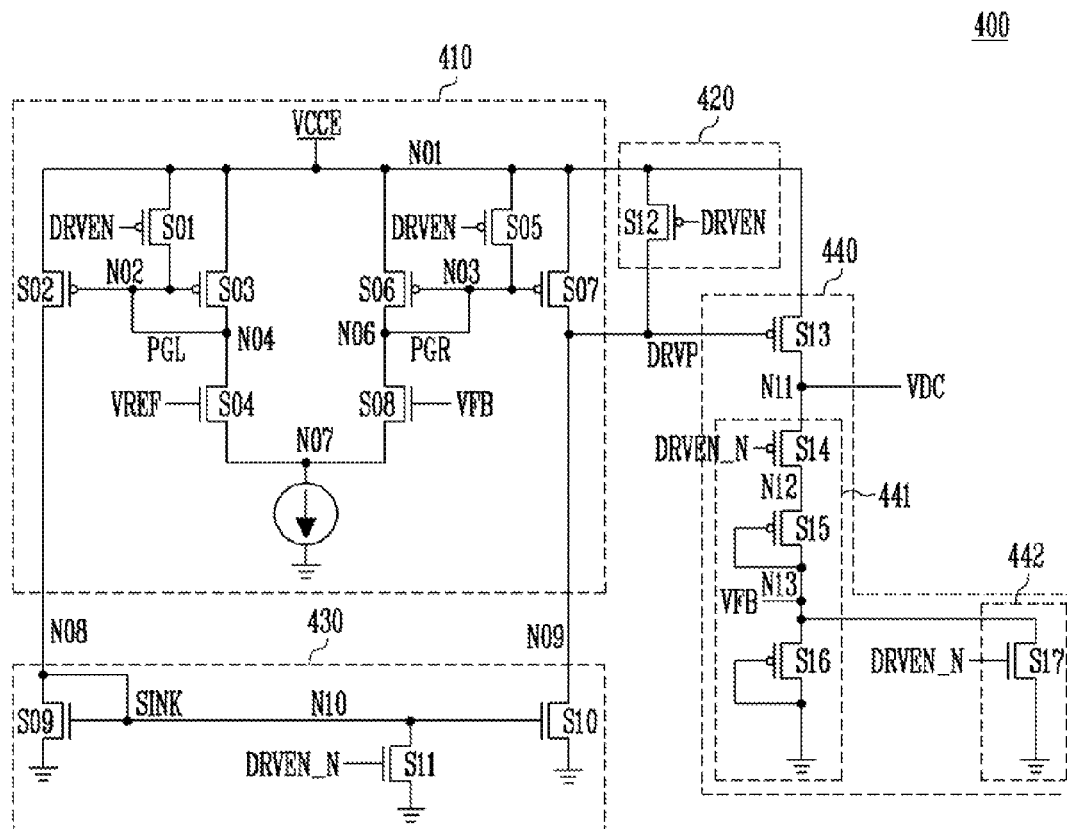 400
410
420
VCCE
N01
DRVEN
S01
DRVEN
S05
S12
DRVEN
440
S02
N02
S03
S06
N03
S07
PGL
N04
N06
PGR
DRVP
S13
N11
VDC
VREF
S04
S08
VFB
N07
DRVEN_N
S14
441
N12
S15
442
N13
VFB
N08
430
N09
S16
DRVEN_N
S17
S09
SINK
N10
S10
DRVEN_N
S11